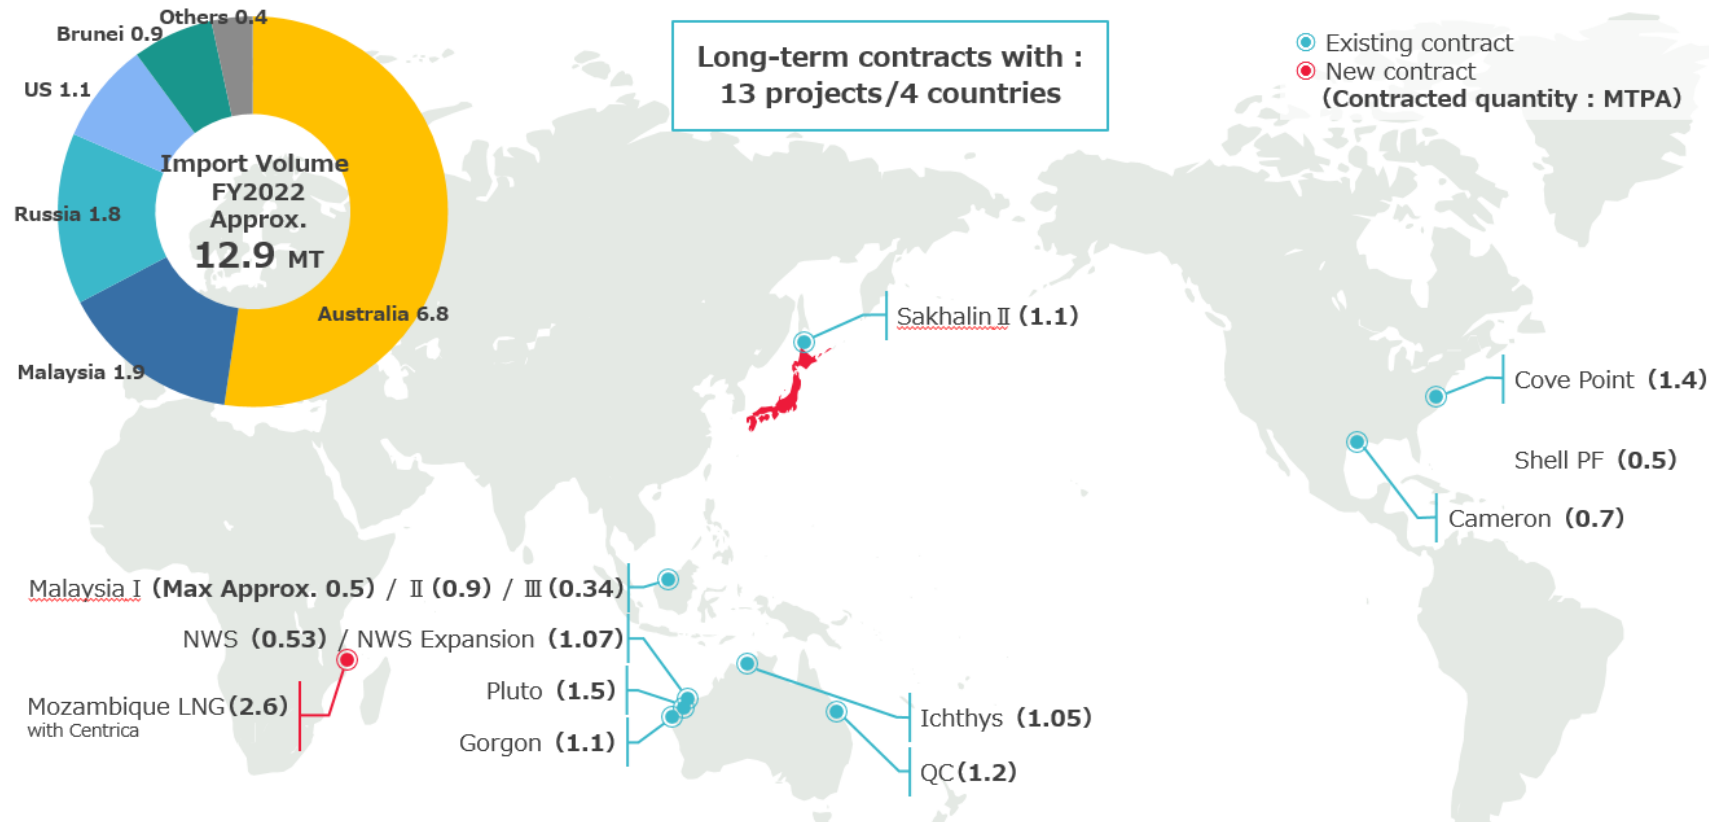 Others 0.4
Brunei 0.9
US 1.1
Russia 1.8
Malaysia 1.9
Australia 6.8
Import Volume
FY2022
Approx.
12.9 MT
Long-term contracts with :
13 projects/4 countries
Existing contract
New contract
(Contracted quantity : MTPA)
Sakhalin Ⅱ (1.1)
Cove Point (1.4)
Shell PF (0.5)
Cameron (0.7)
Malaysia Ⅰ (Max Approx. 0.5) / Ⅱ (0.9) / Ⅲ (0.34)
NWS (0.53) / NWS Expansion (1.07)
Pluto (1.5)
Gorgon (1.1)
Mozambique LNG (2.6)
with Centrica
Ichthys (1.05)
QC (1.2)